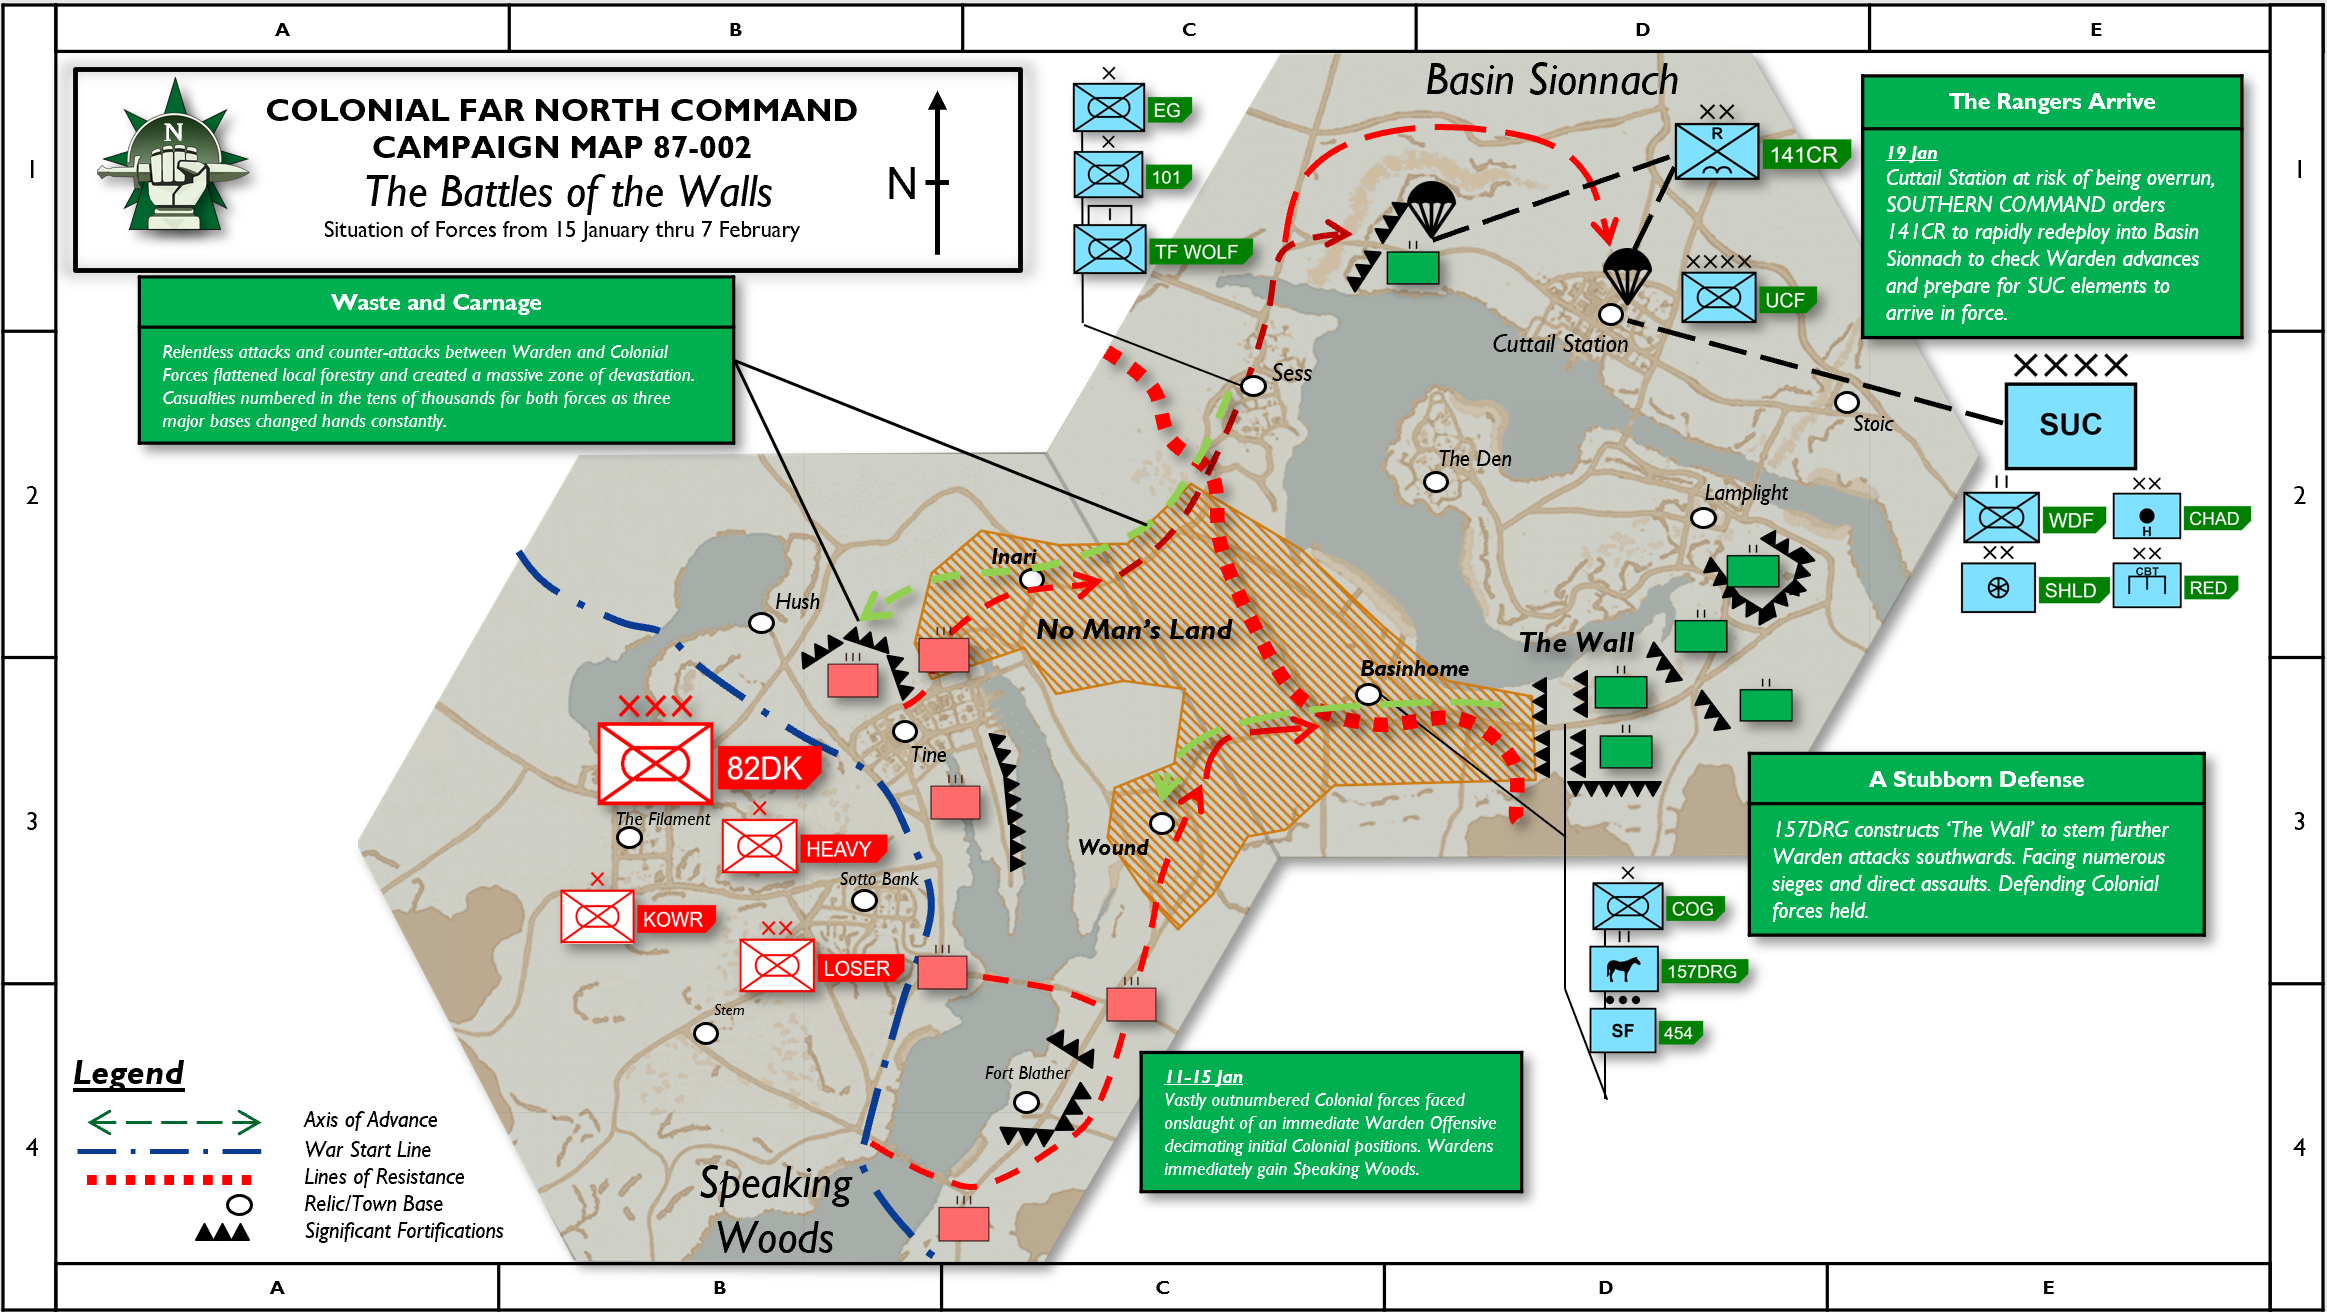 A B C D E
COLONIAL FAR NORTH COMMAND
CAMPAIGN MAP 87-002
The Battles of the Walls
Situation of Forces from 15 January thru 7 February
N
N
1
2
3
4
Waste and Carnage
Relentless attacks and counter-attacks between Warden and Colonial
Forces flattened local forestry and created a massive zone of devastation.
Casualties numbered in the tens of thousands for both forces as three
major bases changed hands constantly.
EG
101
TF WOLF
Basin Sionnach
R
141CR
UCF
Cuttail Station
Sess
Stoic
The Den
Lamplight
The Rangers Arrive
19 Jan
Cuttail Station at risk of being overrun,
SOUTHERN COMMAND orders
141CR to rapidly redeploy into Basin
Sionnach to check Warden advances
and prepare for SUC elements to
arrive in force.
1
2
3
4
SUC
WDF
H
CHAD
SHLD
CBT
RED
Inari
Hush
No Man's Land
The Wall
Basinhome
Tine
82DK
The Filament
HEAVY
Wound
Sotto Bank
KOWR
LOSER
Stem
Fort Blather
Speaking
Woods
A Stubborn Defense
157DRG constructs ‘The Wall’ to stem further
Warden attacks southwards. Facing numerous
sieges and direct assaults. Defending Colonial
forces held.
COG
157DRG
SF
454
11-15 Jan
Vastly outnumbered Colonial forces faced
onslaught of an immediate Warden Offensive
decimating initial Colonial positions. Wardens
immediately gain Speaking Woods.
Legend
Axis of Advance
War Start Line
Lines of Resistance
Relic/Town Base
Significant Fortifications
A B C D E